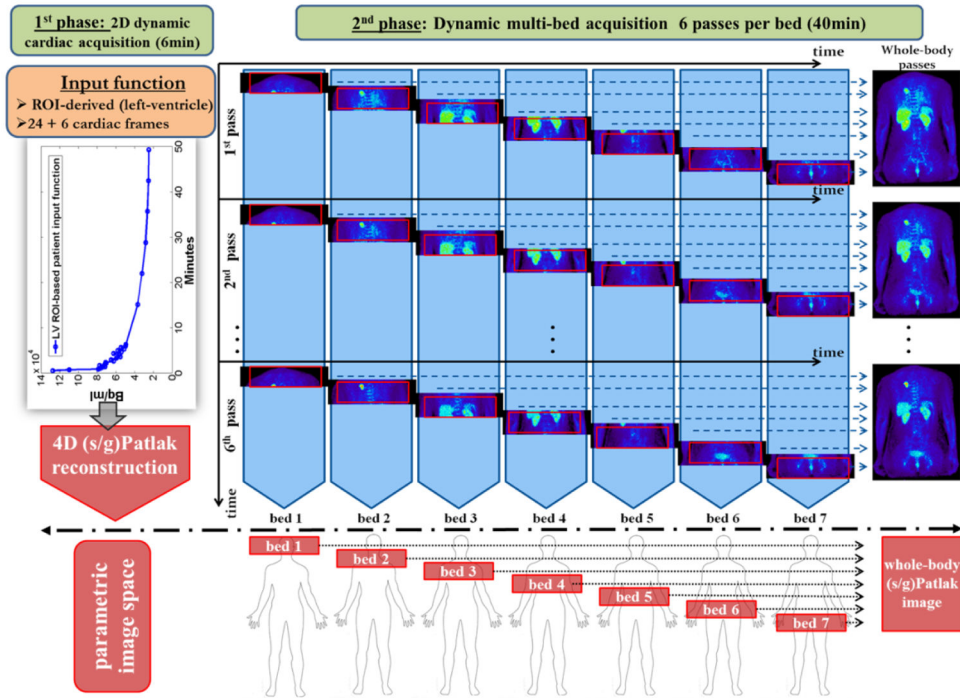 1st phase: 2D dynamic
cardiac acquisition (6min)
2nd phase: Dynamic multi-bed acquisition 6 passes per bed (40min)
Input function
➢ ROI-derived (left-ventricle)
➢24 + 6 cardiac frames
time
Whole-body
passes
1st pass
time
2nd pass
time
6th pass
time
LV ROI-based patient input function
x 10^4
14
12
10
8
6
4
2
0
Bq/ml
0
10
20
30
40
50
Minutes
4D (s/g)Patlak
reconstruction
bed 1
bed 2
bed 3
bed 4
bed 5
bed 6
bed 7
parametric
image space
bed 1
bed 2
bed 3
bed 4
bed 5
bed 6
bed 7
whole-body
(s/g)Patlak
image